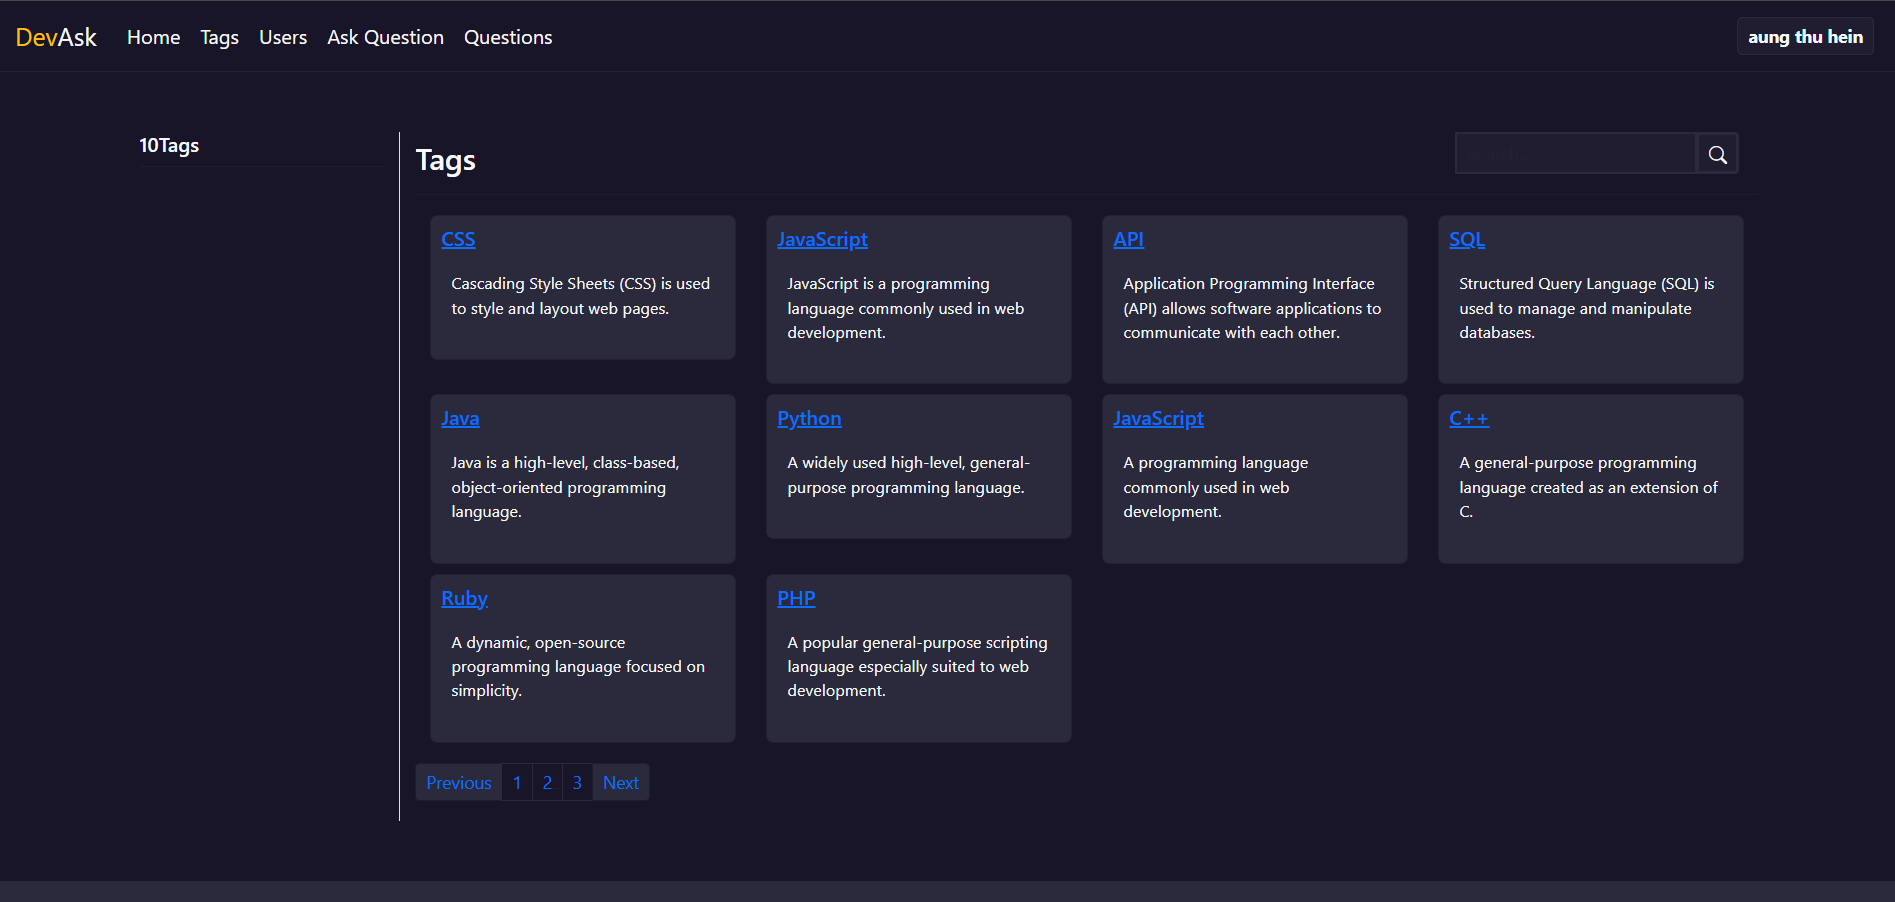 DevAsk Home Tags Users Ask Question Questions aung thu hein
10Tags
Tags
CSS
Cascading Style Sheets (CSS) is used
to style and layout web pages.
JavaScript
JavaScript is a programming
language commonly used in web
development.
API
Application Programming Interface
(API) allows software applications to
communicate with each other.
SQL
Structured Query Language (SQL) is
used to manage and manipulate
databases.
Java
Java is a high-level, class-based,
object-oriented programming
language.
Python
A widely used high-level, general-
purpose programming language.
JavaScript
A programming language
commonly used in web
development.
C++
A general-purpose programming
language created as an extension of
C.
Ruby
A dynamic, open-source
programming language focused on
simplicity.
PHP
A popular general-purpose scripting
language especially suited to web
development.
Previous 1 2 3 Next